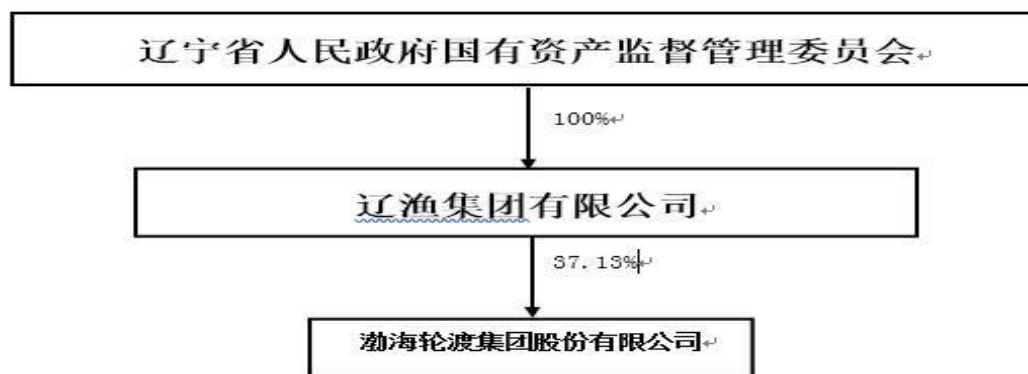 辽宁省人民政府国有资产监督管理委员会
100%
辽渔集团有限公司
37.13%
渤海轮渡集团股份有限公司